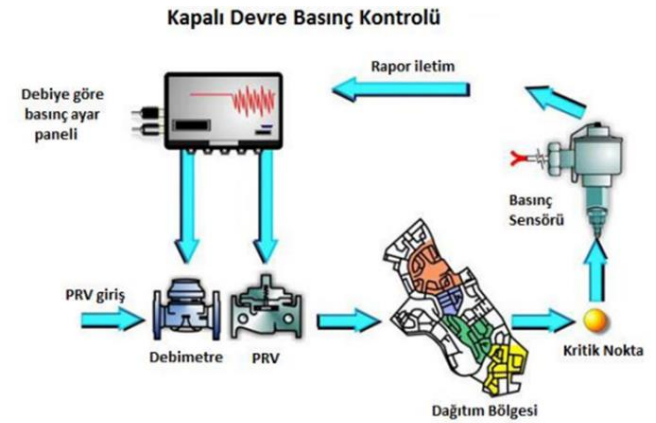 Kapalı Devre Basınç Kontrolü
Rapor iletim
Debiye göre
basınç ayar
paneli
Basınç
Sensörü
PRV giriş
Debimetre
PRV
Kritik Nokta
Dağıtım Bölgesi